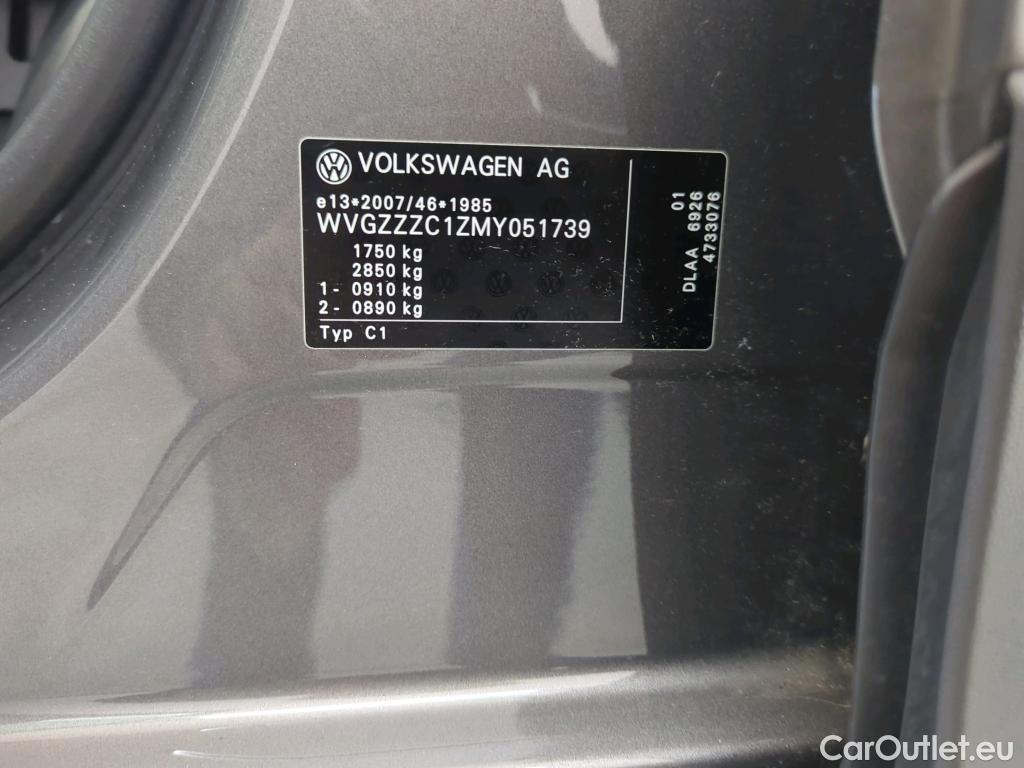 VOLKSWAGEN AG
e13*2007/46*1985
WVGZZZC1ZMY051739
1750 kg
2850 kg
1- 0910 kg
2- 0890 kg
Typ C1
01
DLAA 6926
4733076
CarOutlet.eu